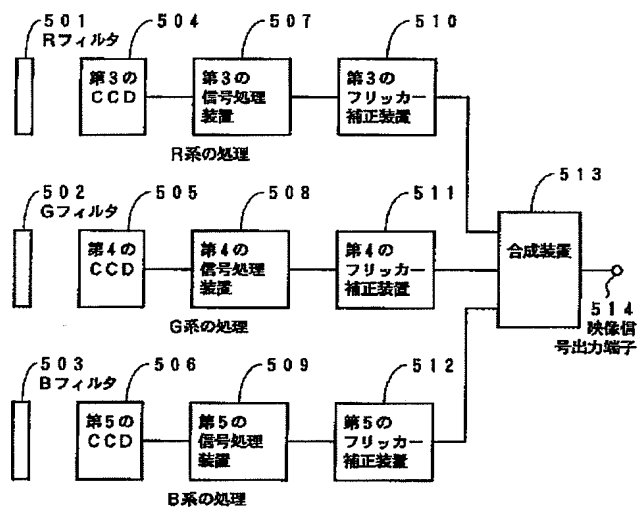 501
Rフィルタ
504
507
510
第3の
CCD
第3の
信号処理
装置
第3の
フリッカー
補正装置
R系の処理
502
Gフィルタ
505
508
511
513
第4の
CCD
第4の
信号処理
装置
第4の
フリッカー
補正装置
合成装置
514
映像信
号出力端子
G系の処理
503
Bフィルタ
506
509
512
第5の
CCD
第5の
信号処理
装置
第5の
フリッカー
補正装置
B系の処理